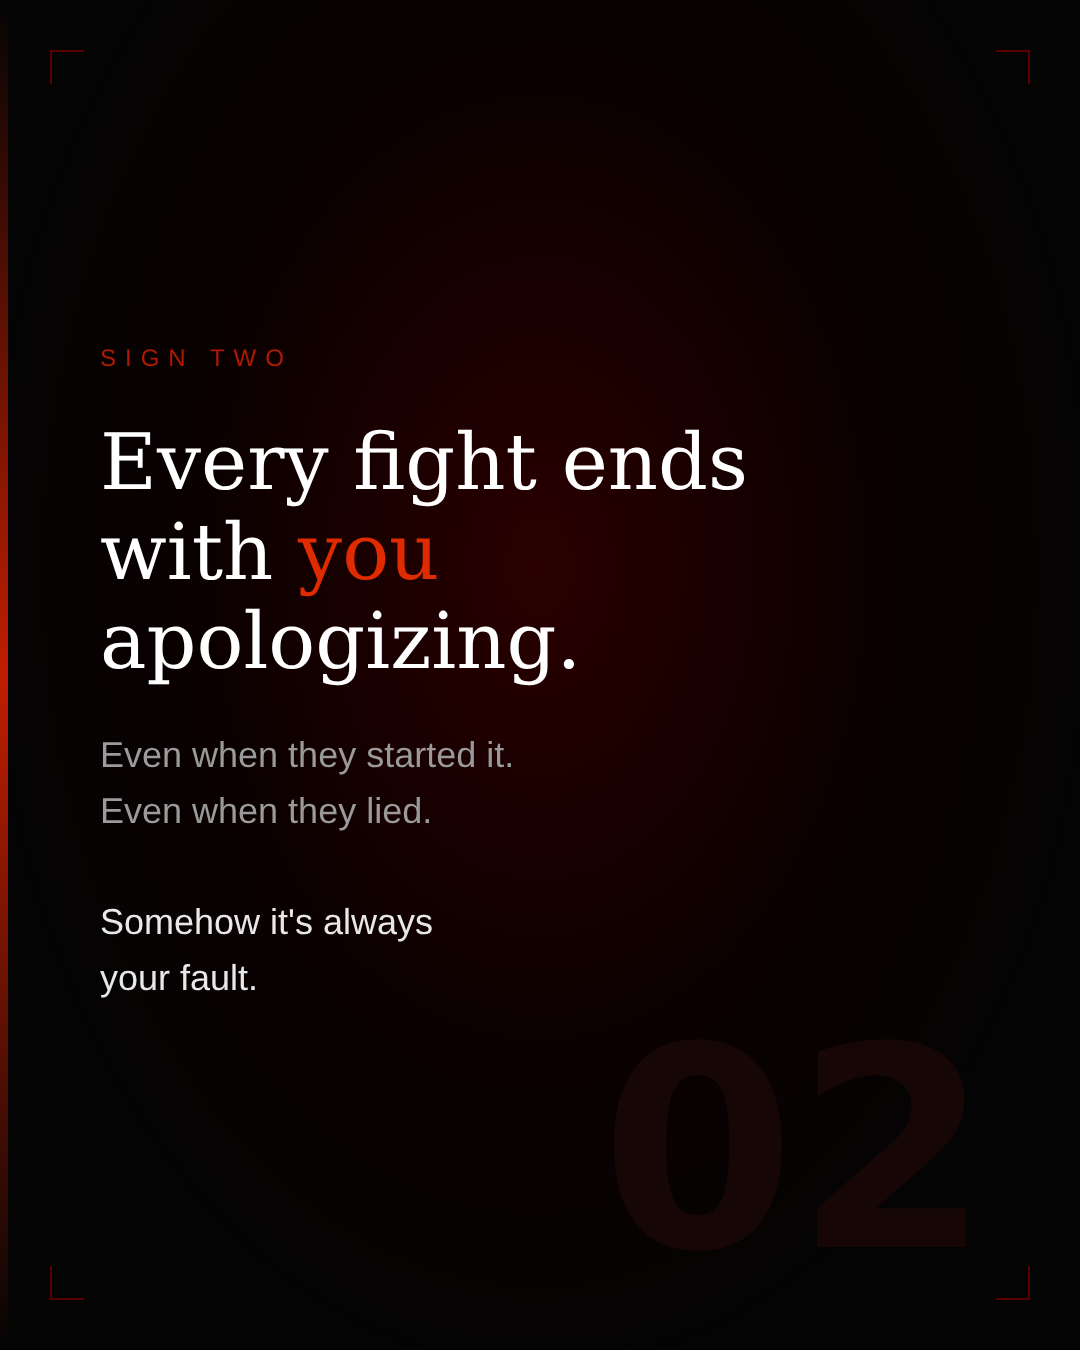 SIGN TWO
Every fight ends
with you
apologizing.
Even when they started it.
Even when they lied.
Somehow it's always
your fault.
02